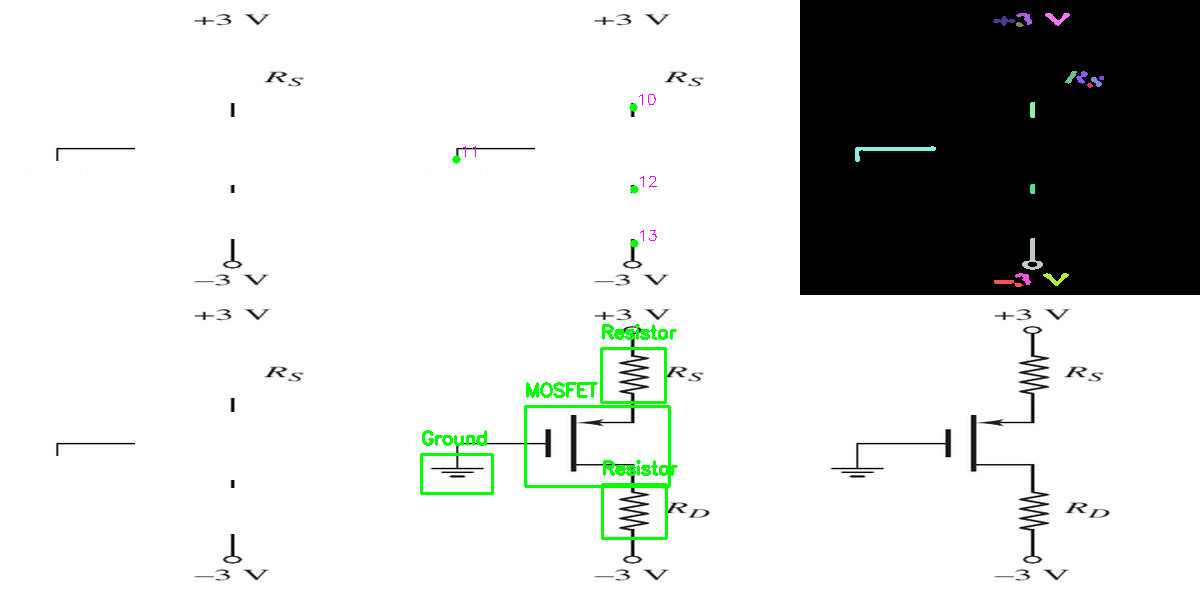 +3 V
R_S
−3 V
+3 V
R_S
10
11
12
13
−3 V
+3 V
R_S
−3 V
+3 V
R_S
−3 V
+3 V
Resistor
R_S
MOSFET
Ground
Resistor
R_D
−3 V
+3 V
R_S
R_D
−3 V